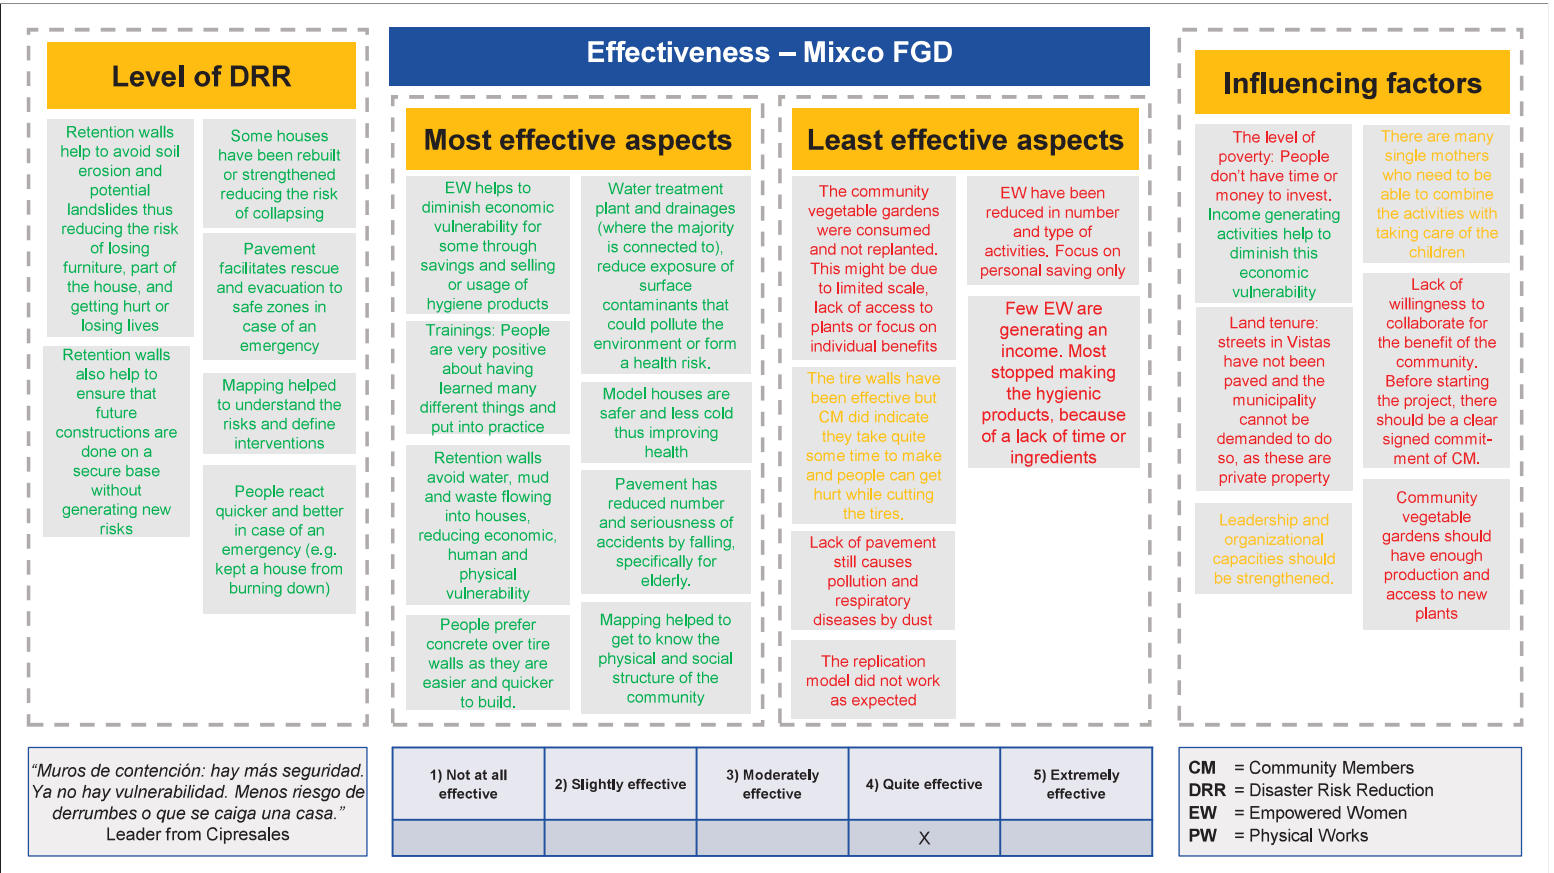 Level of DRR
Retention walls
help to avoid soil
erosion and
potential
landslides thus
reducing the risk
of losing
furniture, part of
the house, and
getting hurt or
losing lives
Retention walls
also help to
ensure that
future
constructions are
done on a
secure base
without
generating new
risks
Some houses
have been rebuilt
or strengthened
reducing the risk
of collapsing
Pavement
facilitates rescue
and evacuation to
safe zones in
case of an
emergency
Mapping helped
to understand the
risks and define
interventions
People react
quicker and better
in case of an
emergency (e.g.
kept a house from
burning down)
Effectiveness – Mixco FGD
Most effective aspects
EW helps to
diminish economic
vulnerability for
some through
savings and selling
or usage of
hygiene products
Trainings: People
are very positive
about having
learned many
different things and
put into practice
Retention walls
avoid water, mud
and waste flowing
into houses,
reducing economic,
human and
physical
vulnerability
People prefer
concrete over tire
walls as they are
easier and quicker
to build.
Water treatment
plant and drainages
(where the majority
is connected to),
reduce exposure of
surface
contaminants that
could pollute the
environment or form
a health risk.
Model houses are
safer and less cold
thus improving
health
Pavement has
reduced number
and seriousness of
accidents by falling,
specifically for
elderly.
Mapping helped to
get to know the
physical and social
structure of the
community
Least effective aspects
The community
vegetable gardens
were consumed
and not replanted.
This might be due
to limited scale,
lack of access to
plants or focus on
individual benefits
The tire walls have
been effective but
CM did indicate
they take quite
some time to make
and people can get
hurt while cutting
the tires.
Lack of pavement
still causes
pollution and
respiratory
diseases by dust
The replication
model did not work
as expected
EW have been
reduced in number
and type of
activities. Focus on
personal saving only
Few EW are
generating an
income. Most
stopped making
the hygienic
products, because
of a lack of time or
ingredients
Influencing factors
The level of
poverty: People
don't have time or
money to invest.
Income generating
activities help to
diminish this
economic
vulnerability
Land tenure:
streets in Vistas
have not been
paved and the
municipality
cannot be
demanded to do
so, as these are
private property
Leadership and
organizational
capacities should
be strengthened.
There are many
single mothers
who need to be
able to combine
the activities with
taking care of the
children
Lack of
willingness to
collaborate for
the benefit of the
community.
Before starting
the project, there
should be a clear
signed commit-
ment of CM.
Community
vegetable
gardens should
have enough
production and
access to new
plants
“Muros de contención: hay más seguridad.
Ya no hay vulnerabilidad. Menos riesgo de
derrumbes o que se caiga una casa.”
Leader from Cipresales
1) Not at all
effective
2) Slightly effective
3) Moderately
effective
4) Quite effective
5) Extremely
effective
X
CM = Community Members
DRR = Disaster Risk Reduction
EW = Empowered Women
PW = Physical Works